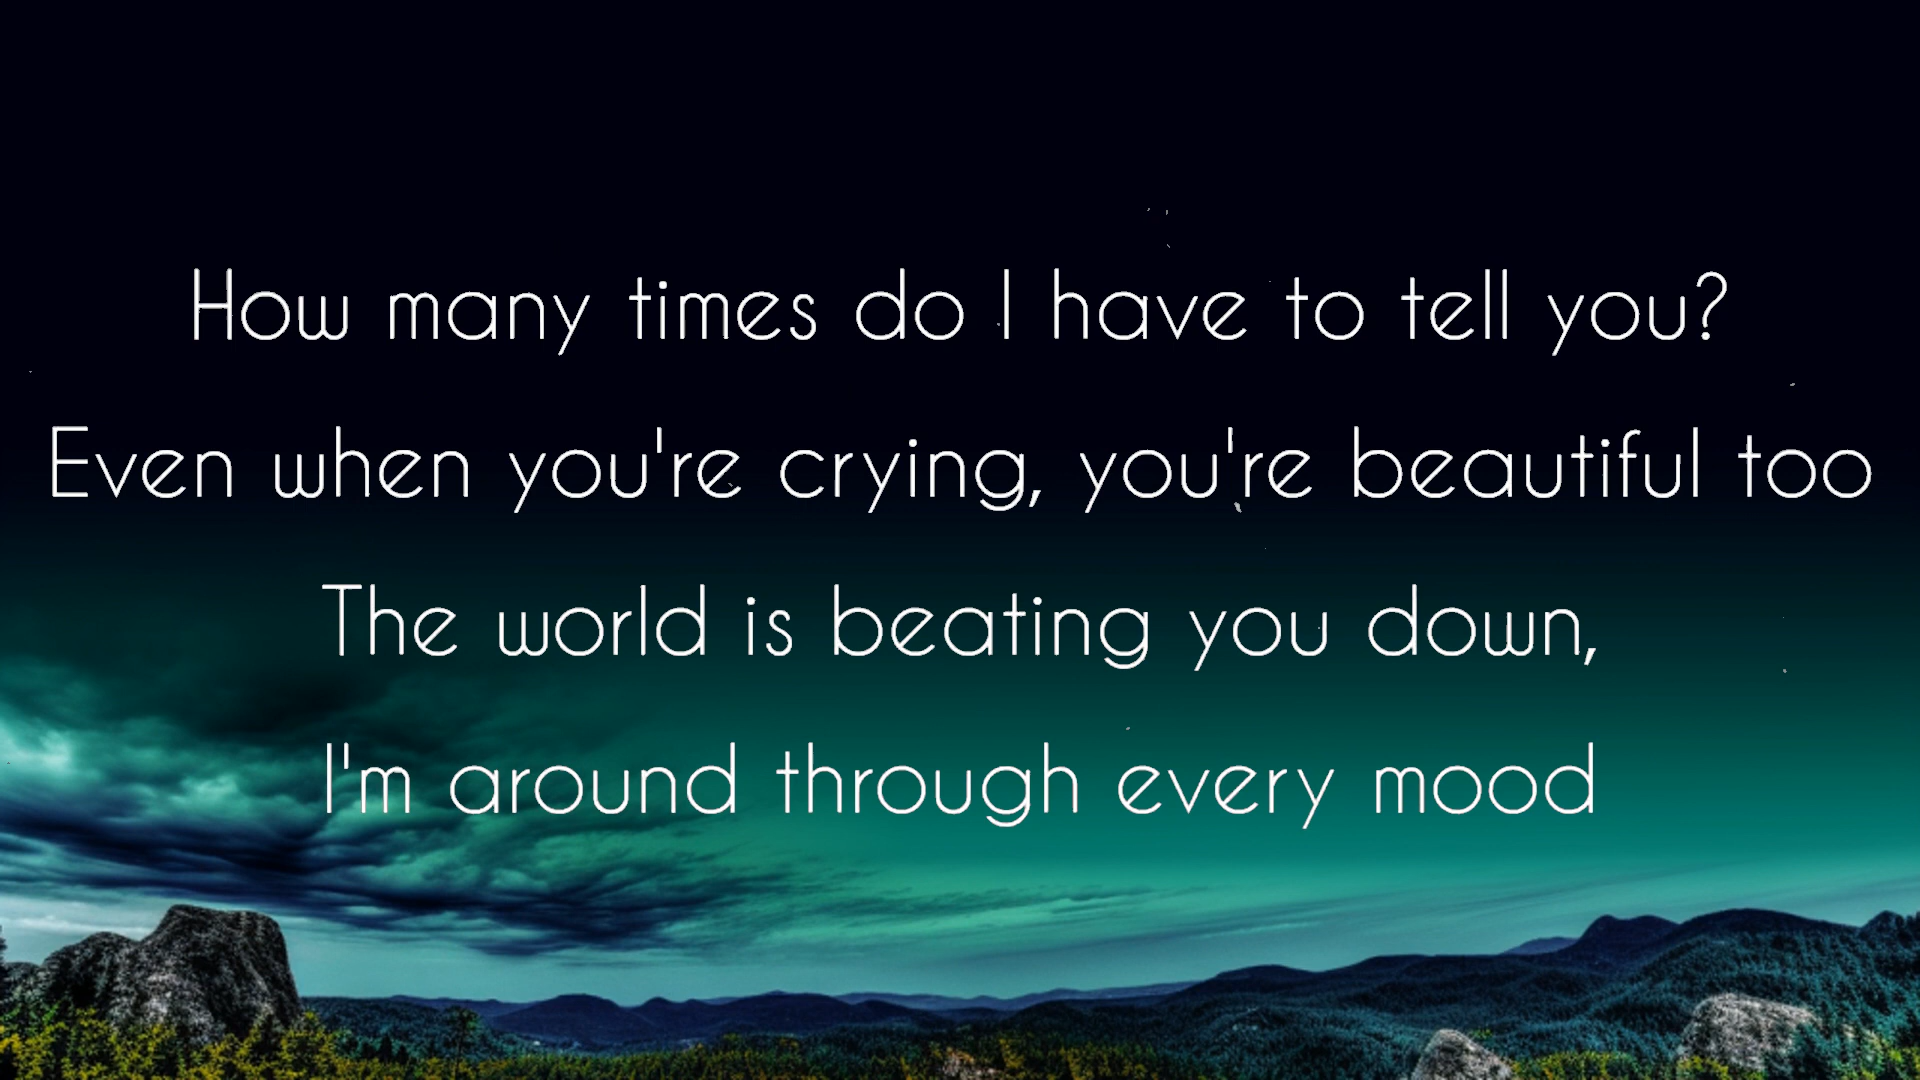 How many times do I have to tell you?
Even when you're crying, you're beautiful too
The world is beating you down,
I'm around through every mood